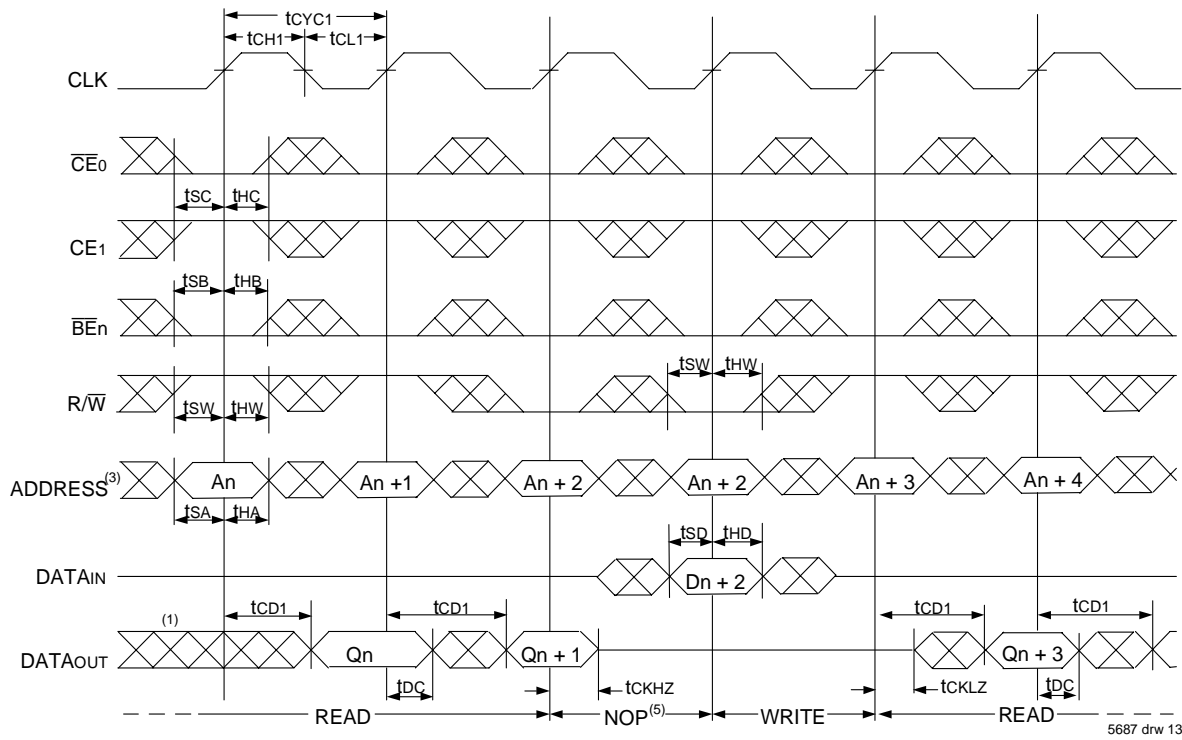 tCYC1
tCH1 tCL1
CLK
CE0
tSC tHC
CE1
tSB tHB
BEn
tSW tHW
R/W
tSW tHW
ADDRESS(3) An An +1 An + 2 An + 2 An + 3 An + 4
tSA tHA
tSD tHD
DATAIN Dn + 2
(1) tCD1 tCD1 tCD1 tCD1
DATAOUT Qn Qn + 1 Qn + 3
tDC tCKHZ tCKLZ tDC
READ NOP(5) WRITE READ
5687 drw 13